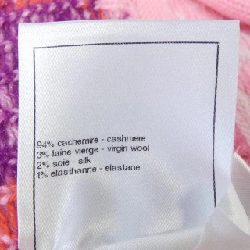 94% cachemire - cashmere
3% laine vierge - virgin wool
2% soie - silk
1% elasthanne - elastane